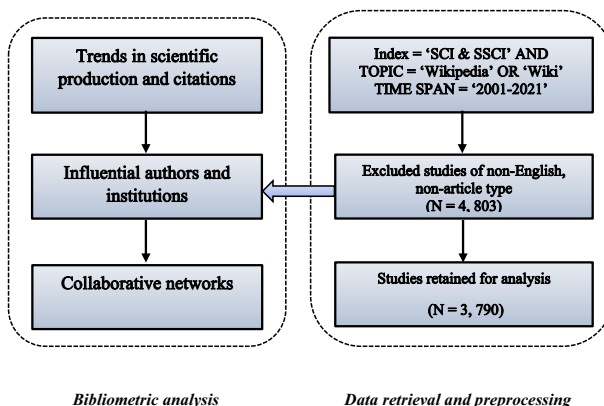 Trends in scientific
production and citations
Influential authors and
institutions
Collaborative networks
Index = ‘SCI & SSCI’ AND
TOPIC = ‘Wikipedia’ OR ‘Wiki’
TIME SPAN = ‘2001-2021’
Excluded studies of non-English,
non-article type
(N = 4, 803)
Studies retained for analysis
(N = 3, 790)
Bibliometric analysis
Data retrieval and preprocessing